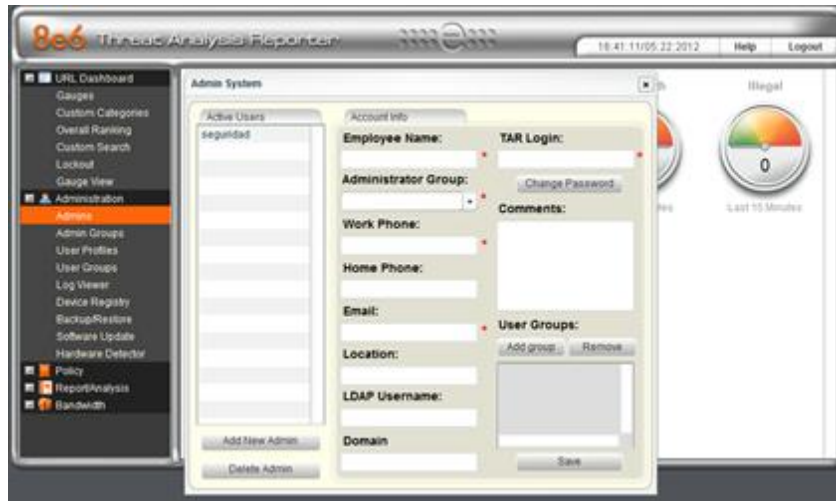 8e6 Threat Analysis Reporter
16:41:11/05.22.2012 Help Logout
URL Dashboard
Gauges
Custom Categories
Overall Ranking
Custom Search
Lockout
Gauge View
Administration
Admins
Admin Groups
User Profiles
User Groups
Log Viewer
Device Registry
Backup/Restore
Software Update
Hardware Detector
Policy
Report/Analysis
Bandwidth
Admin System
Active Users
seguridad
Add New Admin
Delete Admin
Account Info
Employee Name:
*
Administrator Group:
*
Work Phone:
*
Home Phone:
Email:
*
Location:
LDAP Username:
Domain
TAR Login:
*
Change Password
Comments:
User Groups:
Add group Remove
Save
Illegal
0
Last 15 Minutes